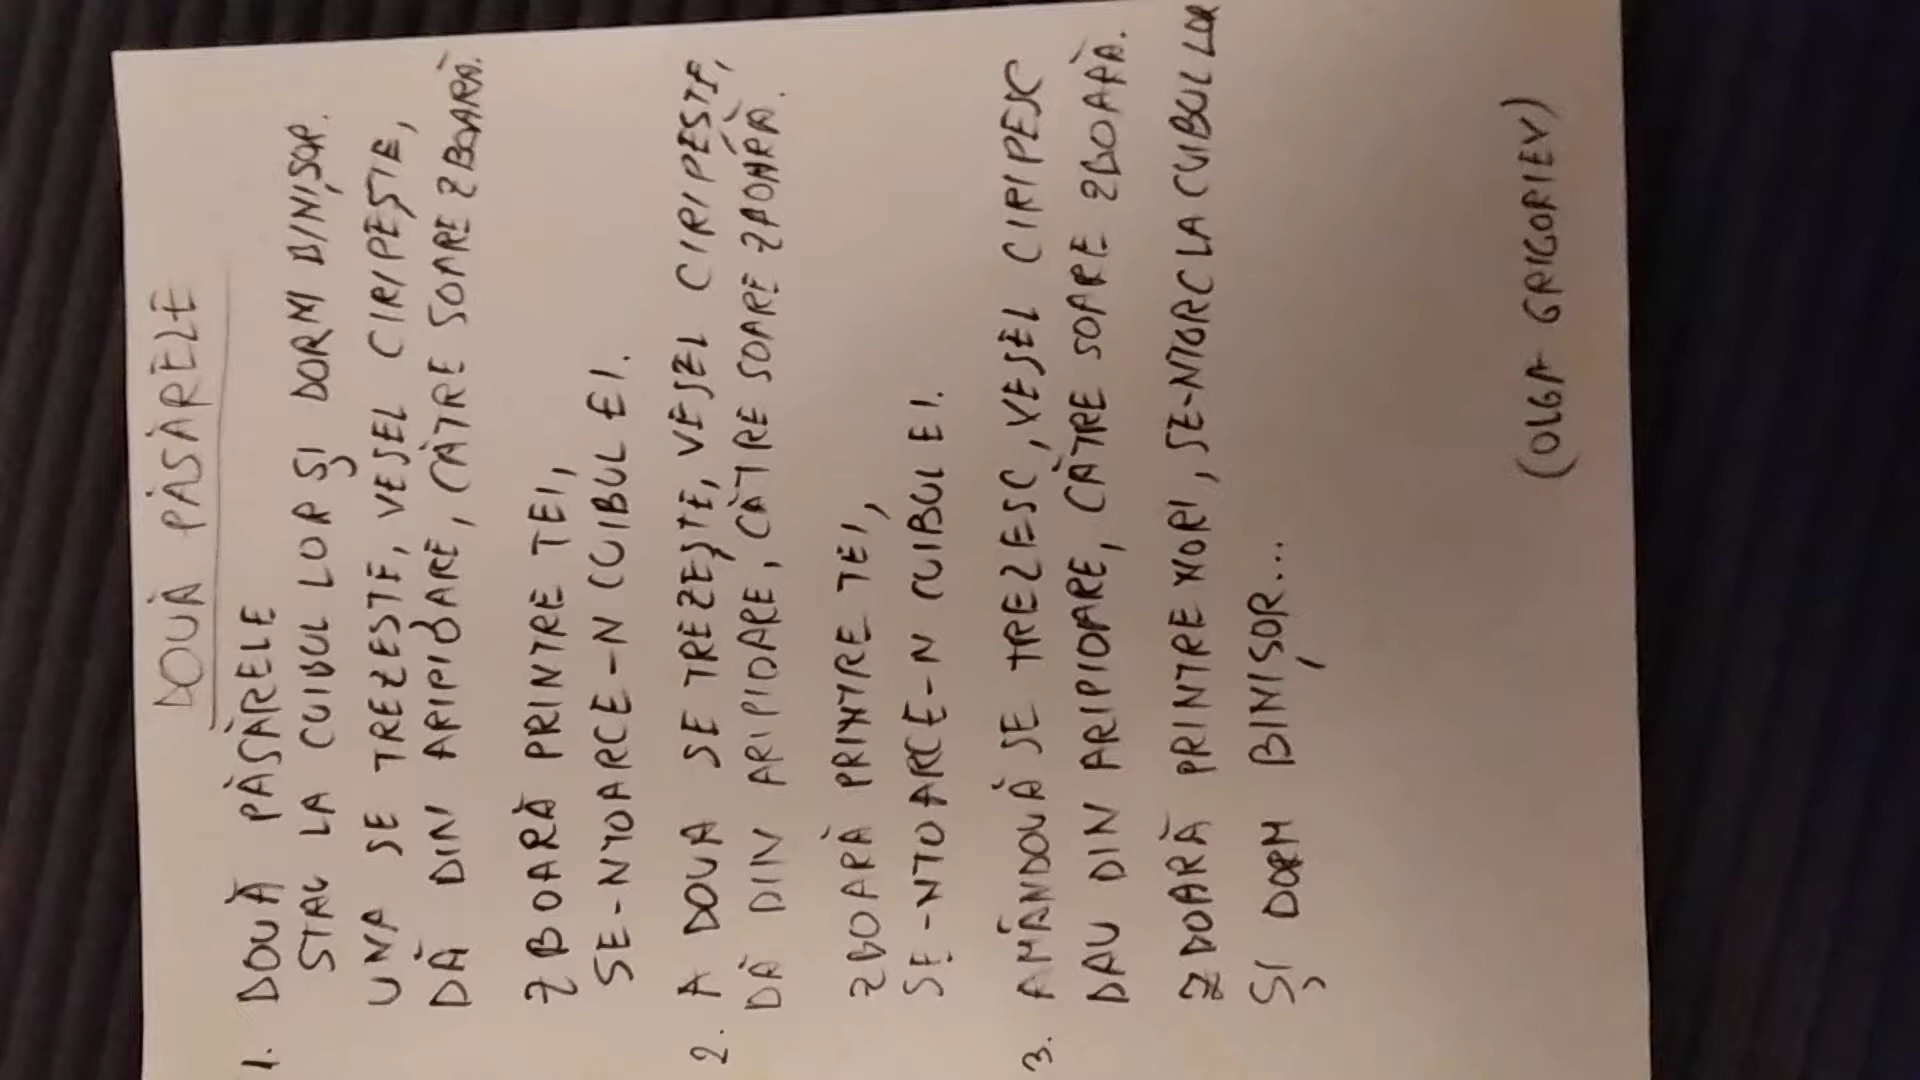 DOUĂ PĂSĂRELE
1. DOUĂ PĂSĂRELE
STAU LA CUIBUL LOR ȘI DORM BINIȘOR.
UNA SE TREZESTE, VESEL CIRIPEȘTE,
DĂ DIN ARIPIOARE, CĂTRE SOARE ZBOARĂ.
ZBOARĂ PRINTRE TEI,
SE-NTOARCE-N CUIBUL EI.
2. A DOUA SE TREZEȘTE, VESEL CIRIPEȘTE,
DĂ DIN ARIPIOARE, CĂTRE SOARE ZBOARĂ.
ZBOARĂ PRINTRE TEI,
SE-NTOARCE-N CUIBUL EI.
3. AMÂNDOUĂ SE TREZESC, VESEL CIRIPESC
DAU DIN ARIPIOARE, CĂTRE SOARE ZBOARĂ.
ZBOARĂ PRINTRE NORI, SE-NTORC LA CUIBUL LOR
ȘI DORM BINIȘOR...
(OLGA GRIGORIEV)